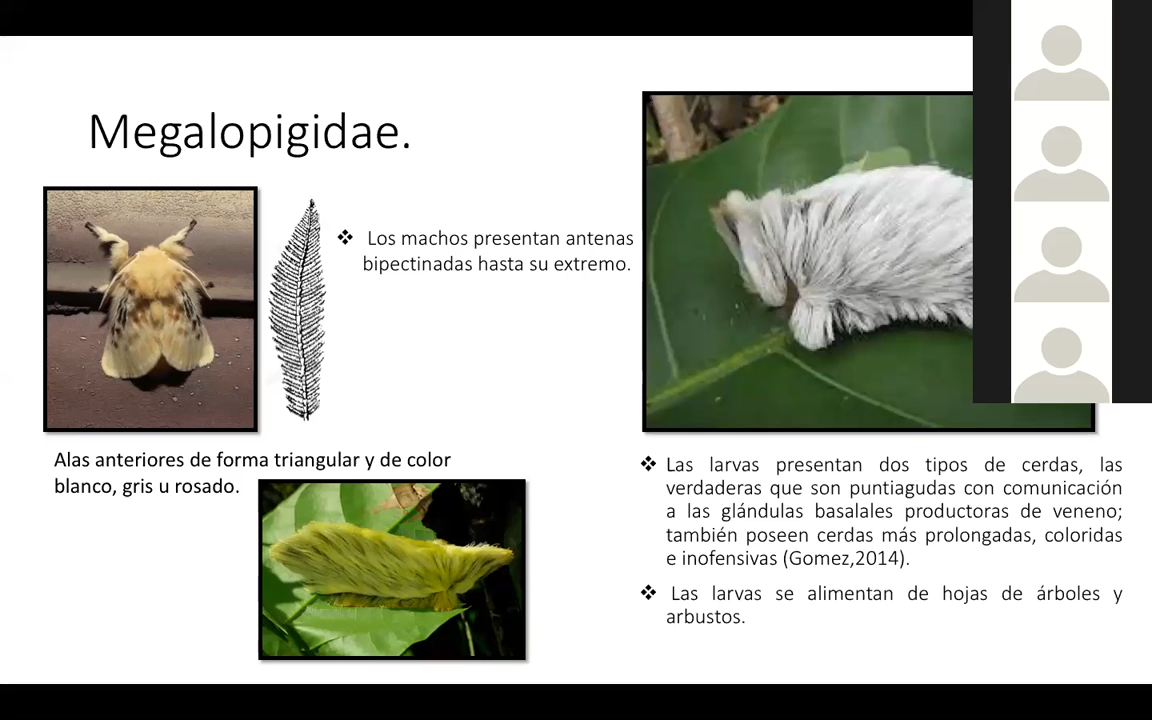 Megalopigidae.
❖ Los machos presentan antenas
bipectinadas hasta su extremo.
Alas anteriores de forma triangular y de color
blanco, gris u rosado.
❖ Las larvas presentan dos tipos de cerdas, las
verdaderas que son puntiagudas con comunicación
a las glándulas basalales productoras de veneno;
también poseen cerdas más prolongadas, coloridas
e inofensivas (Gomez,2014).
❖ Las larvas se alimentan de hojas de árboles y
arbustos.